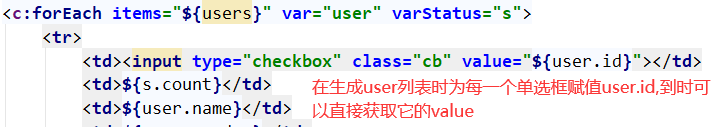 <c:forEach items="${users}" var="user" varStatus="s">
<tr>
<td><input type="checkbox" class="cb" value="${user.id}"></td>
<td>${s.count}</td>
在生成user列表时为每一个单选框赋值user.id,到时可
<td>${user.name}</td>
以直接获取它的value